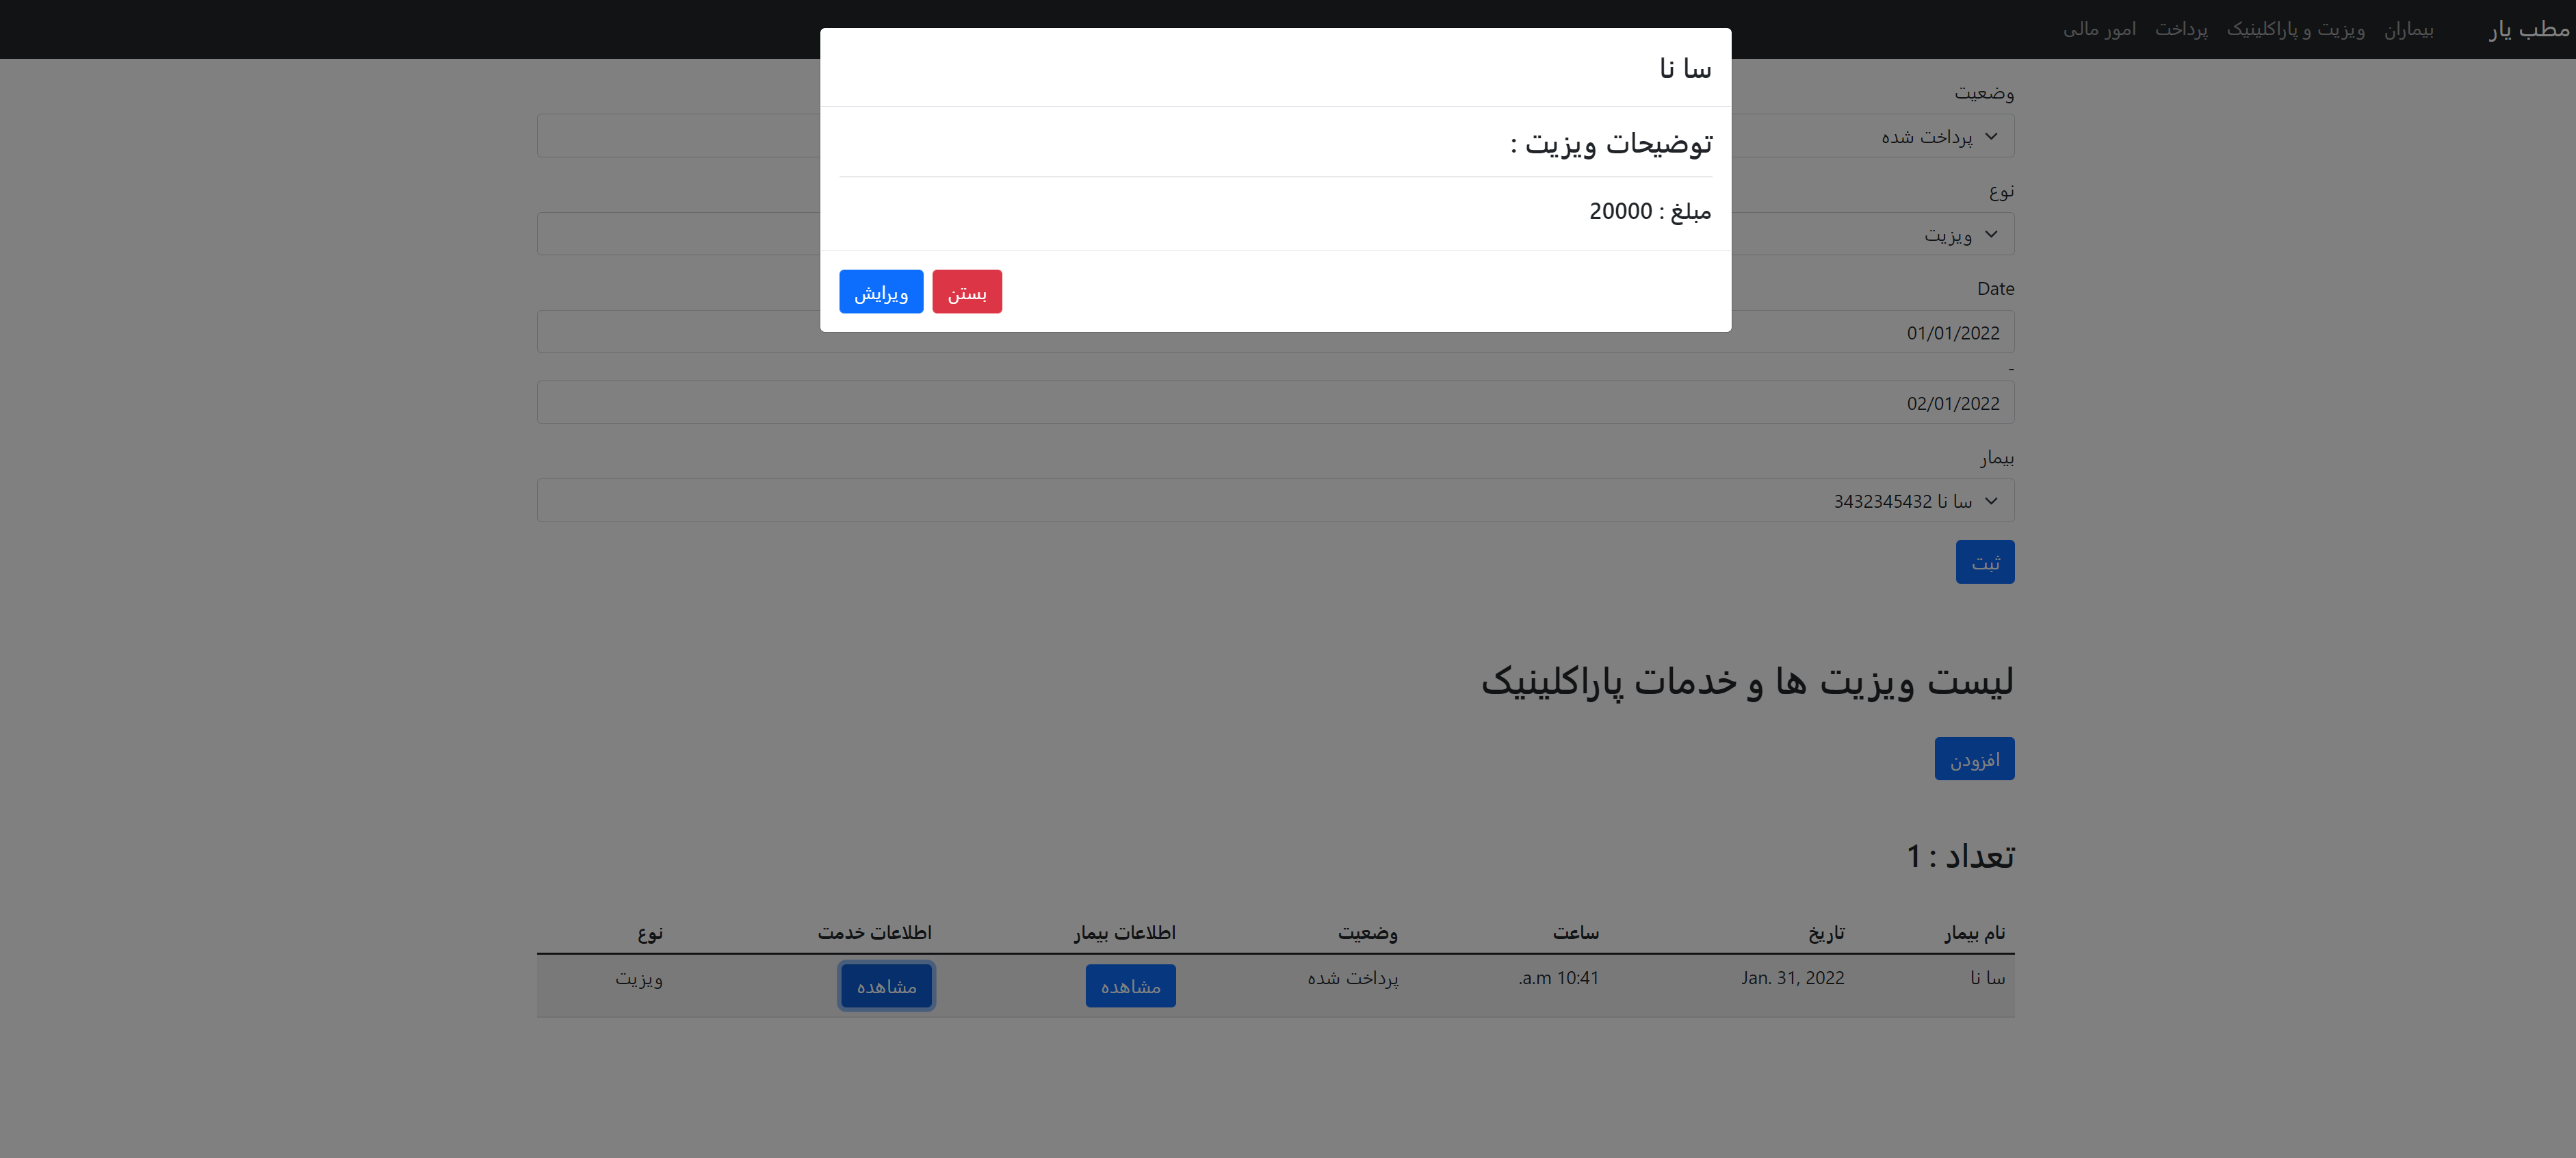 مطب یار بیماران ویزیت و پاراکلینیک پرداخت امور مالی
سا نا
توضیحات ویزیت :
مبلغ : 20000
بستن ویرایش
وضعیت
پرداخت شده
نوع
ویزیت
Date
01/01/2022
-
02/01/2022
بیمار
سا نا 3432345432
ثبت
لیست ویزیت ها و خدمات پاراکلینیک
افزودن
تعداد : 1
نام بیمار تاریخ ساعت وضعیت اطلاعات بیمار اطلاعات خدمت نوع
سا نا Jan. 31, 2022 10:41 a.m. پرداخت شده مشاهده مشاهده ویزیت